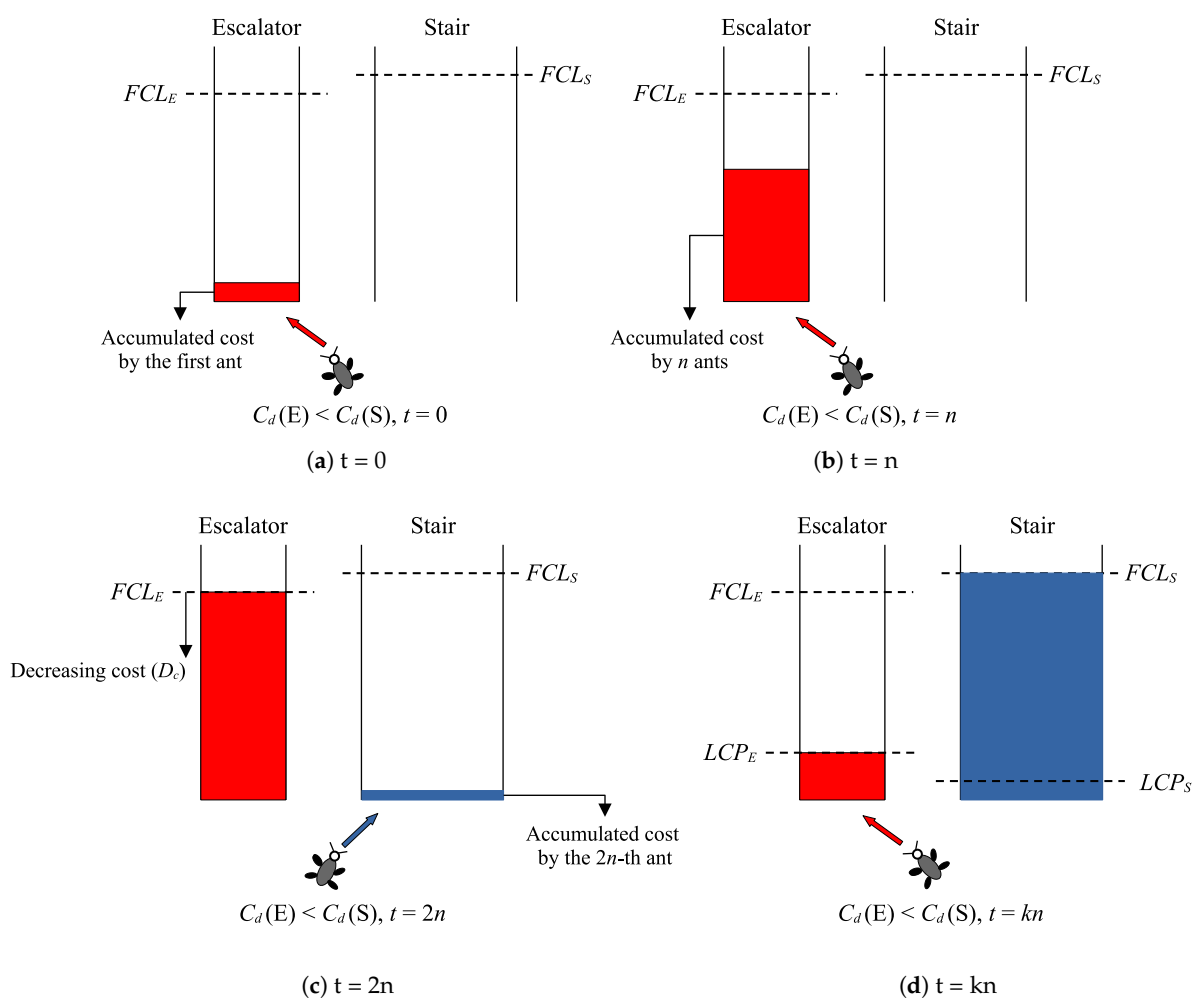 Escalator
Stair
FCL_S
FCL_E
Accumulated cost
by the first ant
C_d(E) < C_d(S), t = 0
(a) t = 0
Escalator
Stair
FCL_S
FCL_E
Accumulated cost
by n ants
C_d(E) < C_d(S), t = n
(b) t = n
Escalator
Stair
FCL_S
FCL_E
Decreasing cost (D_c)
Accumulated cost
by the 2n-th ant
C_d(E) < C_d(S), t = 2n
(c) t = 2n
Escalator
Stair
FCL_S
FCL_E
LCP_E
LCP_S
C_d(E) < C_d(S), t = kn
(d) t = kn